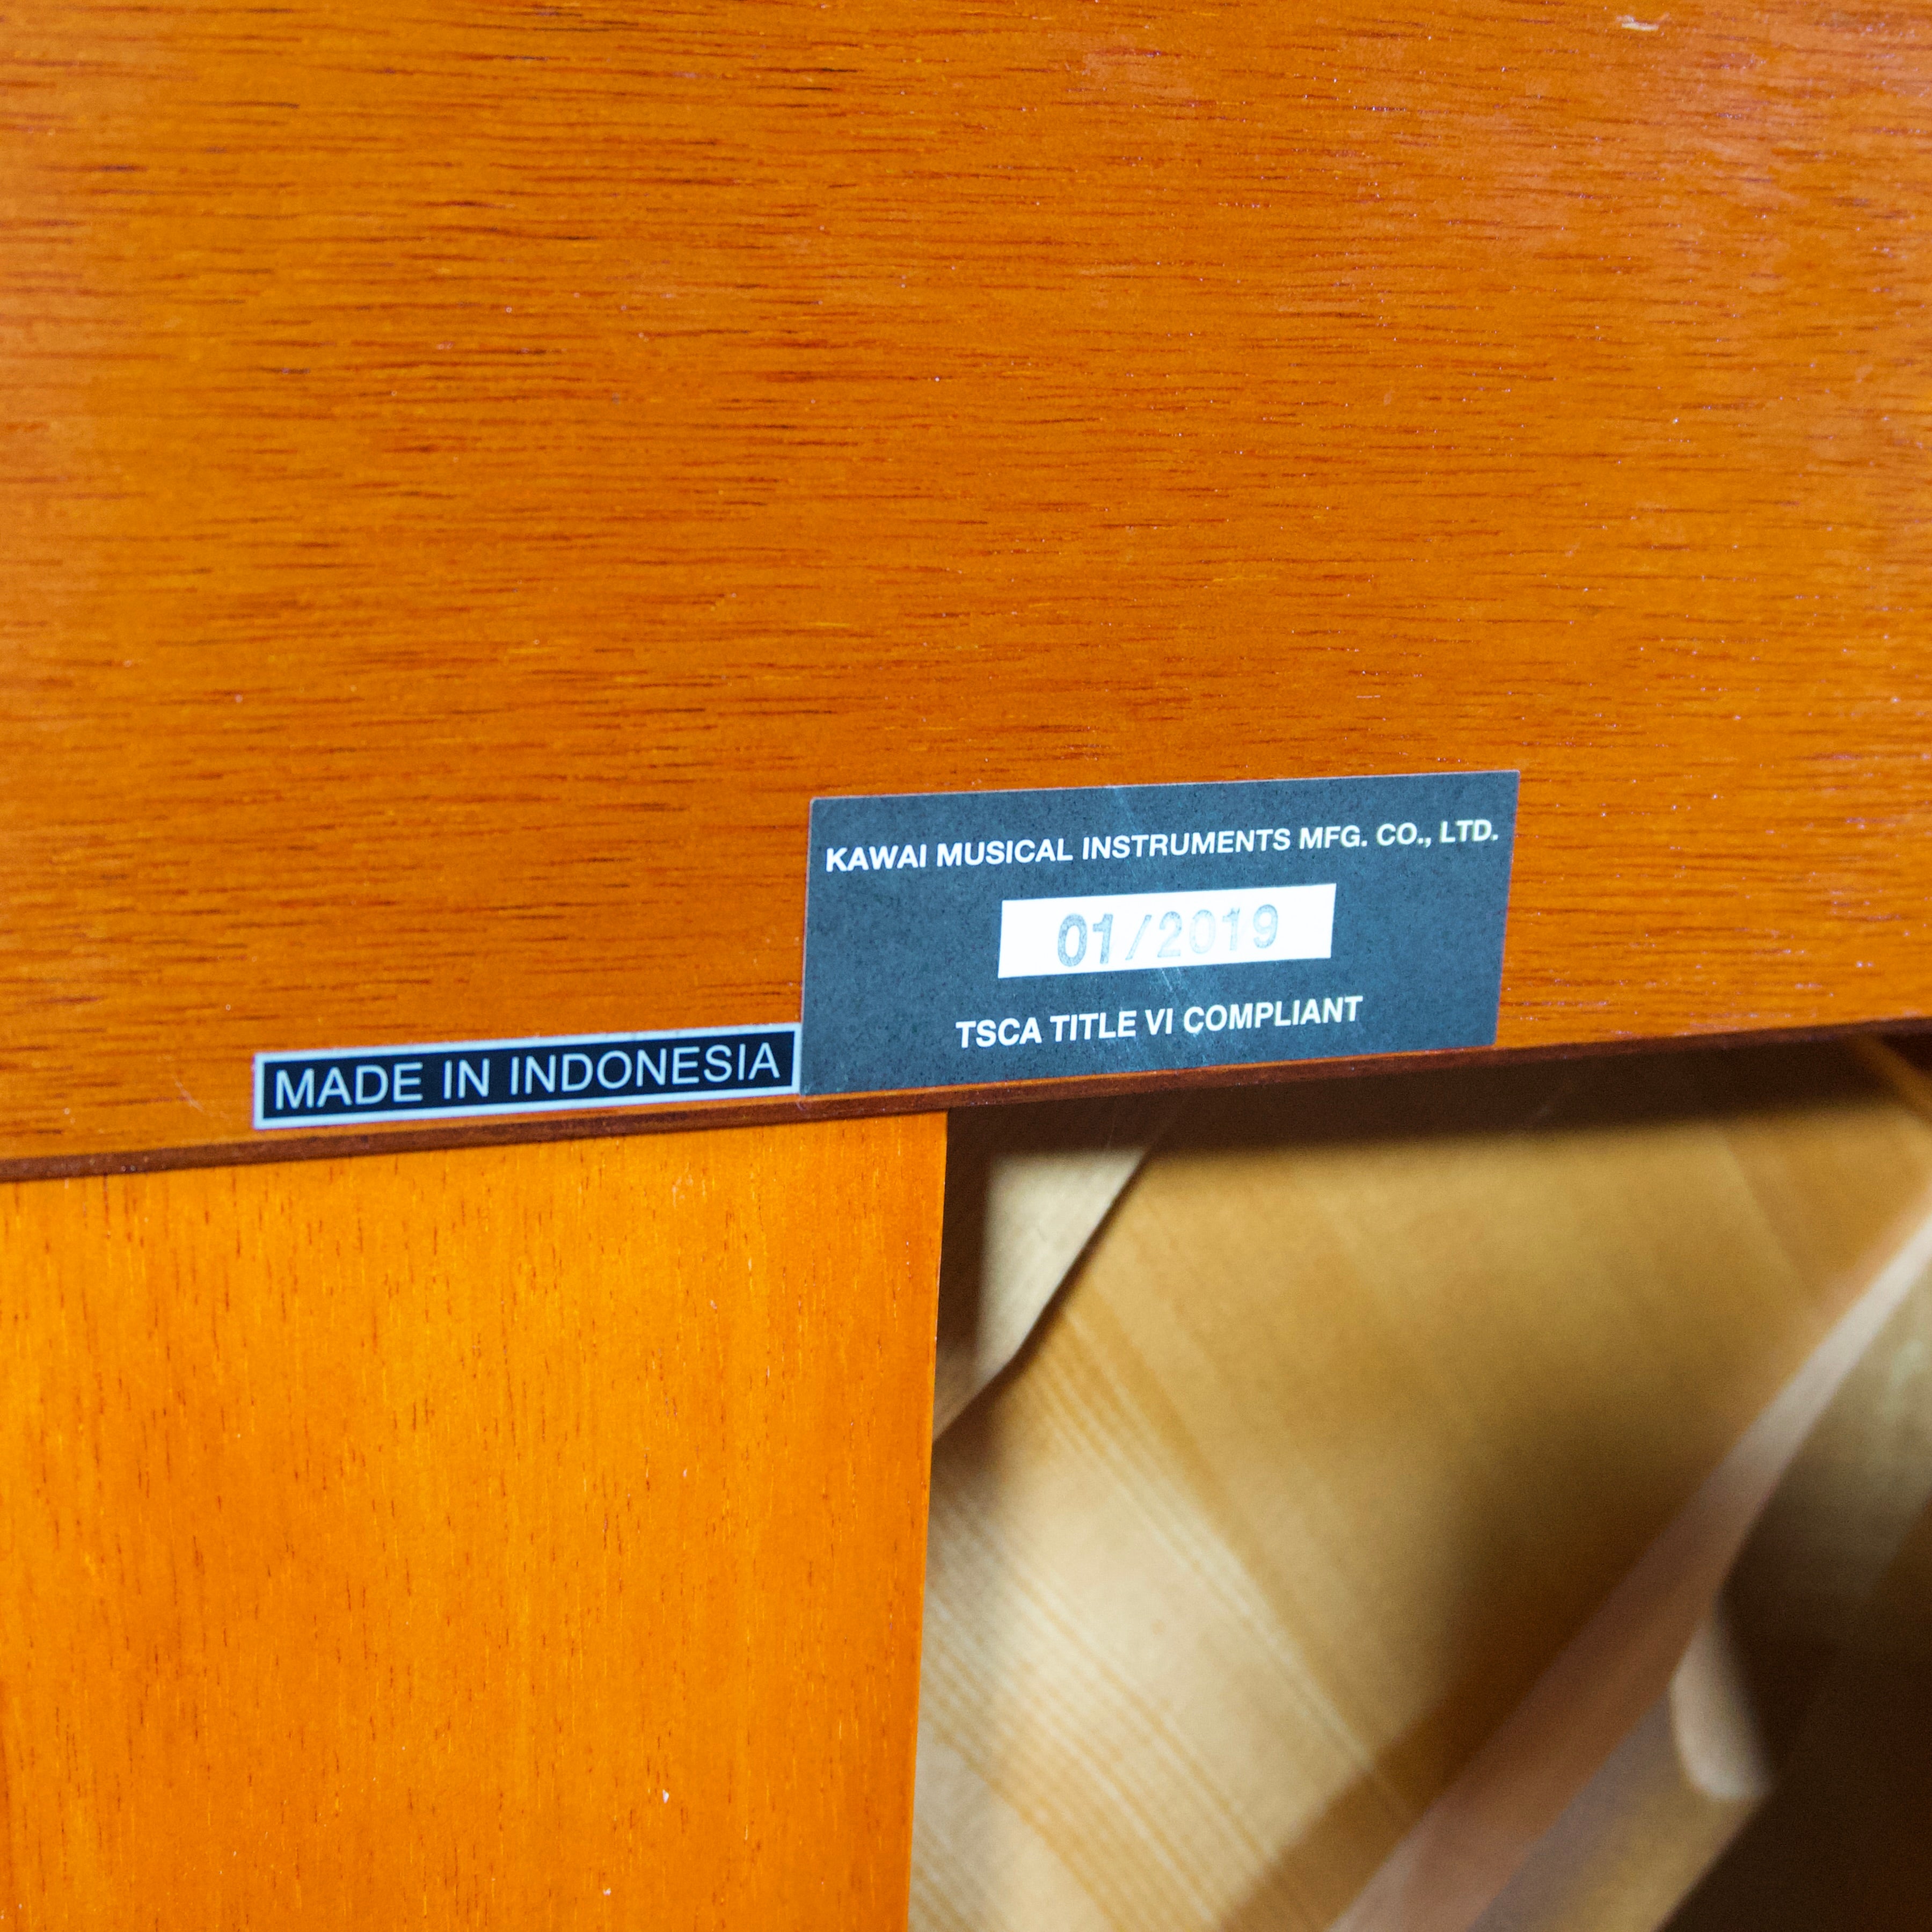 KAWAI MUSICAL INSTRUMENTS MFG. CO., LTD.
01/2019
TSCA TITLE VI COMPLIANT
MADE IN INDONESIA